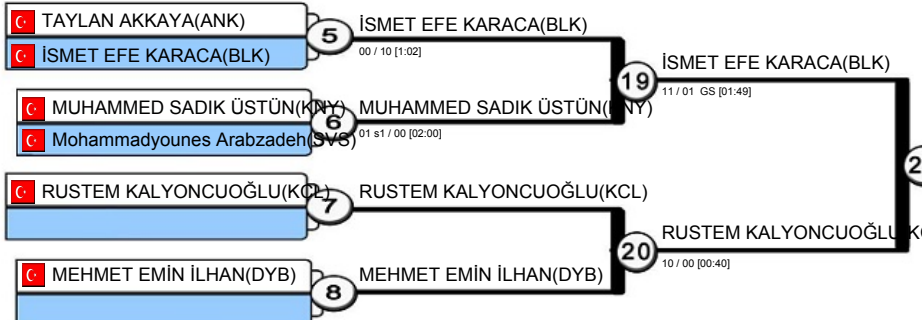 TAYLAN AKKAYA(ANK)
5
İSMET EFE KARACA(BLK)
00 / 10 [1:02]
İSMET EFE KARACA(BLK)
19
İSMET EFE KARACA(BLK)
11 / 01 GS [01:49]
MUHAMMED SADIK ÜSTÜN(KNY)
6
MUHAMMED SADIK ÜSTÜN(KNY)
01 s1 / 00 [02:00]
Mohammadyounes Arabzadeh(SVS)
2
RUSTEM KALYONCUOĞLU(KCL)
7
RUSTEM KALYONCUOĞLU(KCL)
20
RUSTEM KALYONCUOĞLU(KC
10 / 00 [00:40]
MEHMET EMİN İLHAN(DYB)
8
MEHMET EMİN İLHAN(DYB)